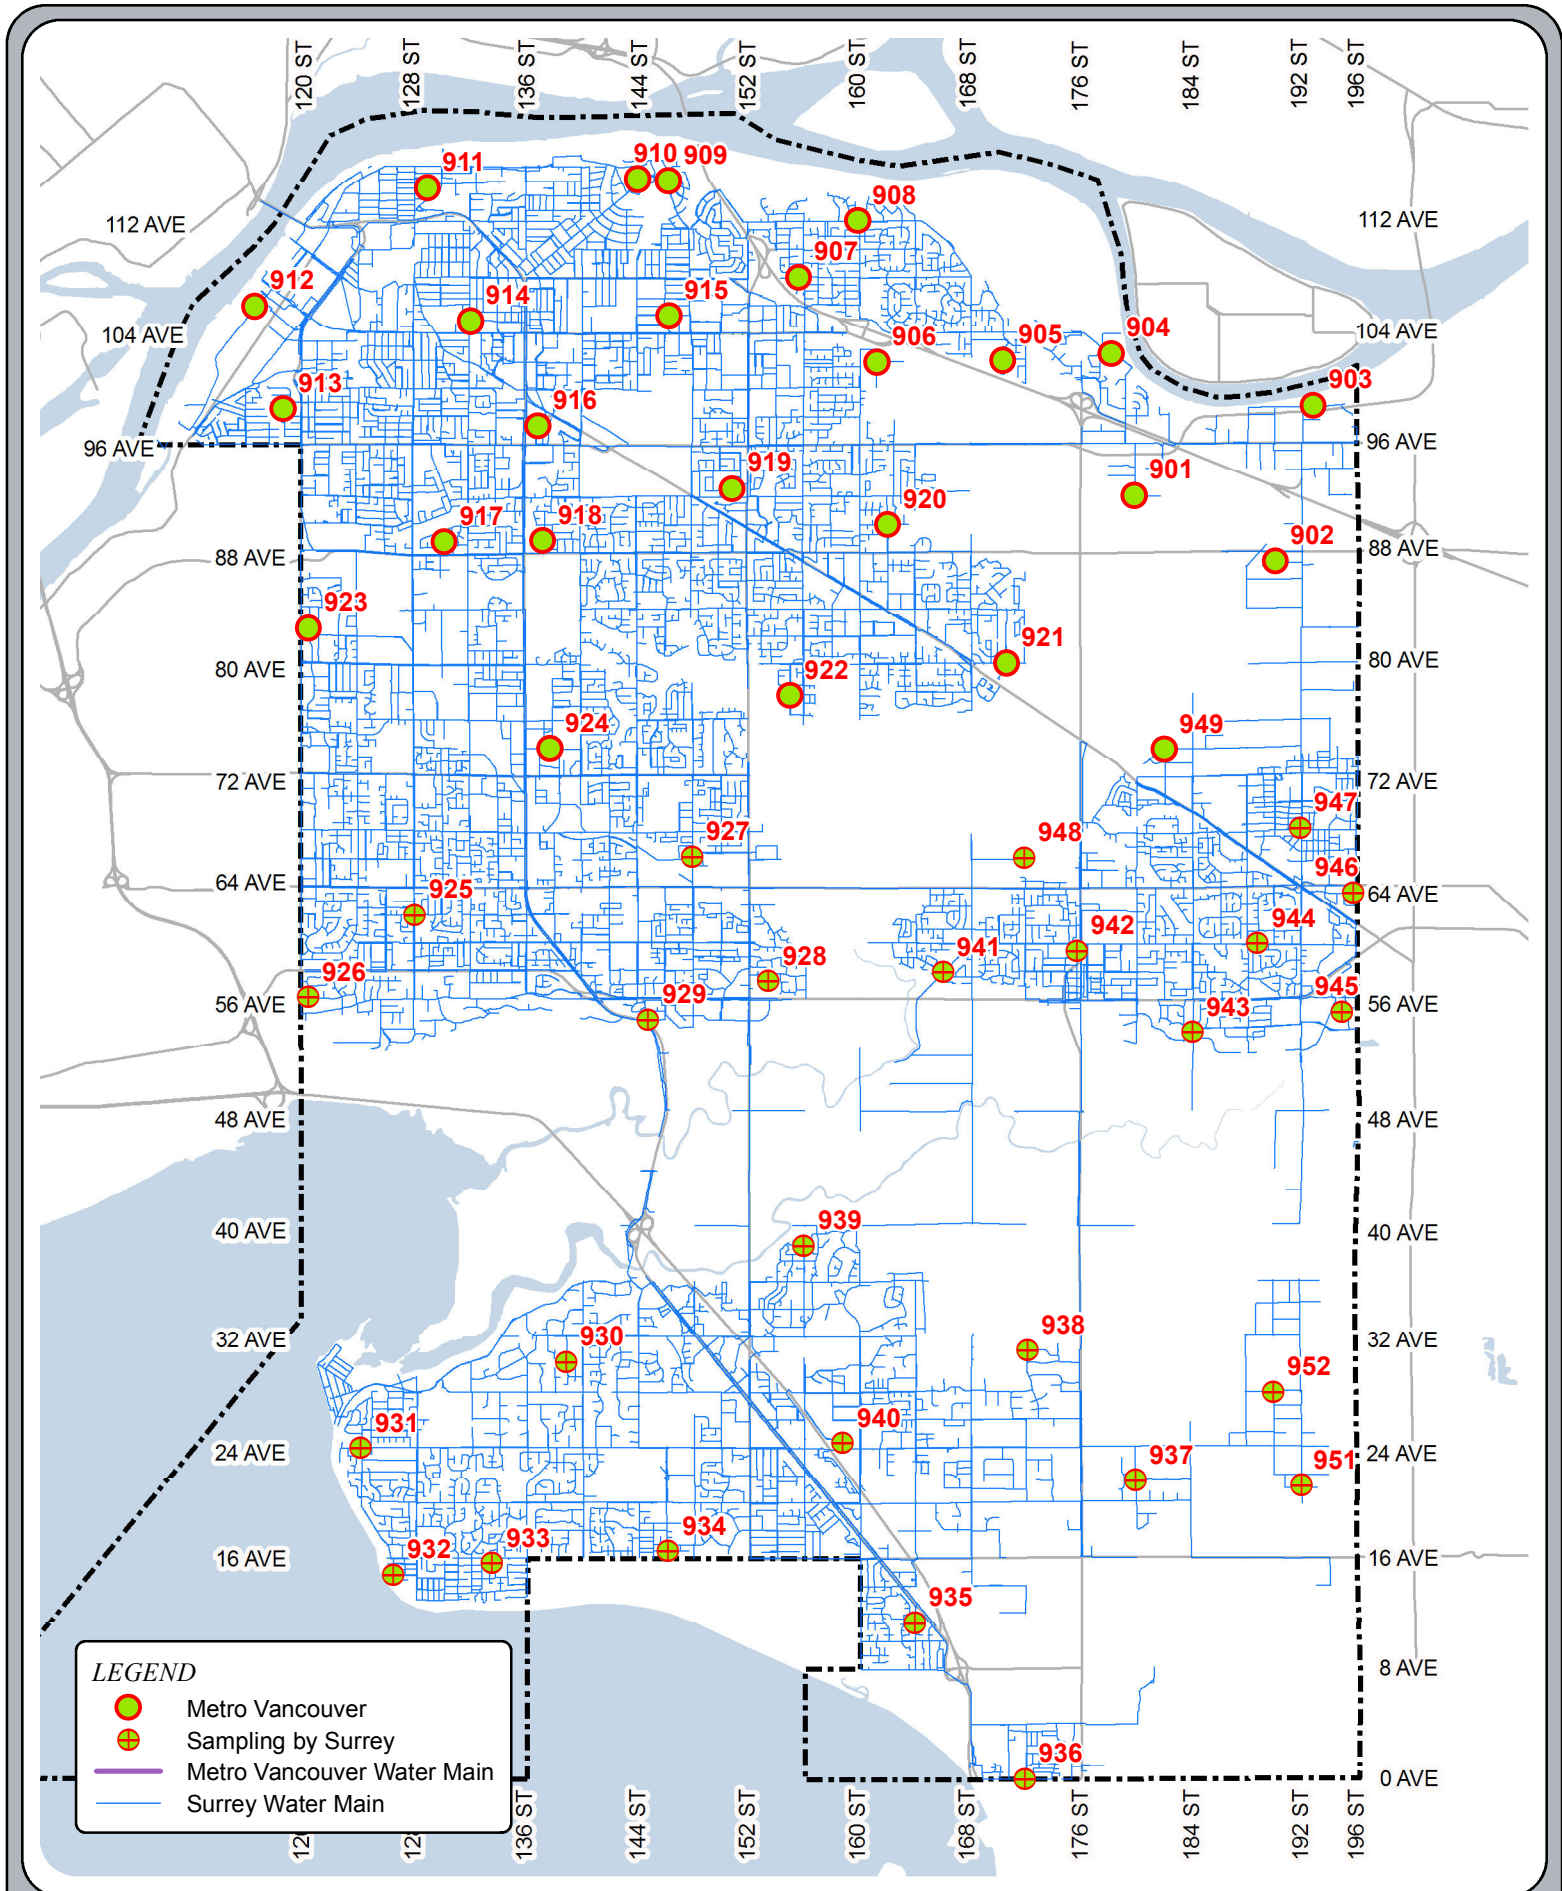 120 ST
128 ST
136 ST
144 ST
152 ST
160 ST
168 ST
176 ST
184 ST
192 ST
196 ST
911
910
909
908
112 AVE
112 AVE
907
912
914
915
104 AVE
906
905
904
104 AVE
913
916
903
96 AVE
96 AVE
919
901
920
917
918
902
88 AVE
88 AVE
923
921
80 AVE
922
80 AVE
924
949
72 AVE
72 AVE
947
927
948
946
64 AVE
64 AVE
925
944
942
941
928
926
945
929
943
56 AVE
56 AVE
48 AVE
48 AVE
939
40 AVE
40 AVE
938
930
32 AVE
32 AVE
952
931
940
24 AVE
937
951
24 AVE
934
933
932
16 AVE
16 AVE
935
LEGEND
8 AVE
Metro Vancouver
Sampling by Surrey
936
Metro Vancouver Water Main
0 AVE
Surrey Water Main
136 ST
144 ST
152 ST
160 ST
168 ST
176 ST
184 ST
192 ST
196 ST